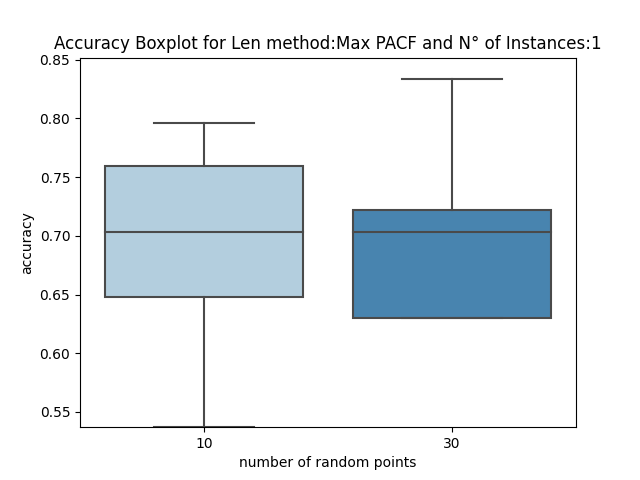 Accuracy Boxplot for Len method:Max PACF and N° of Instances:1
0.85
0.80
0.75
0.70
0.65
0.60
0.55
accuracy
10 30
number of random points